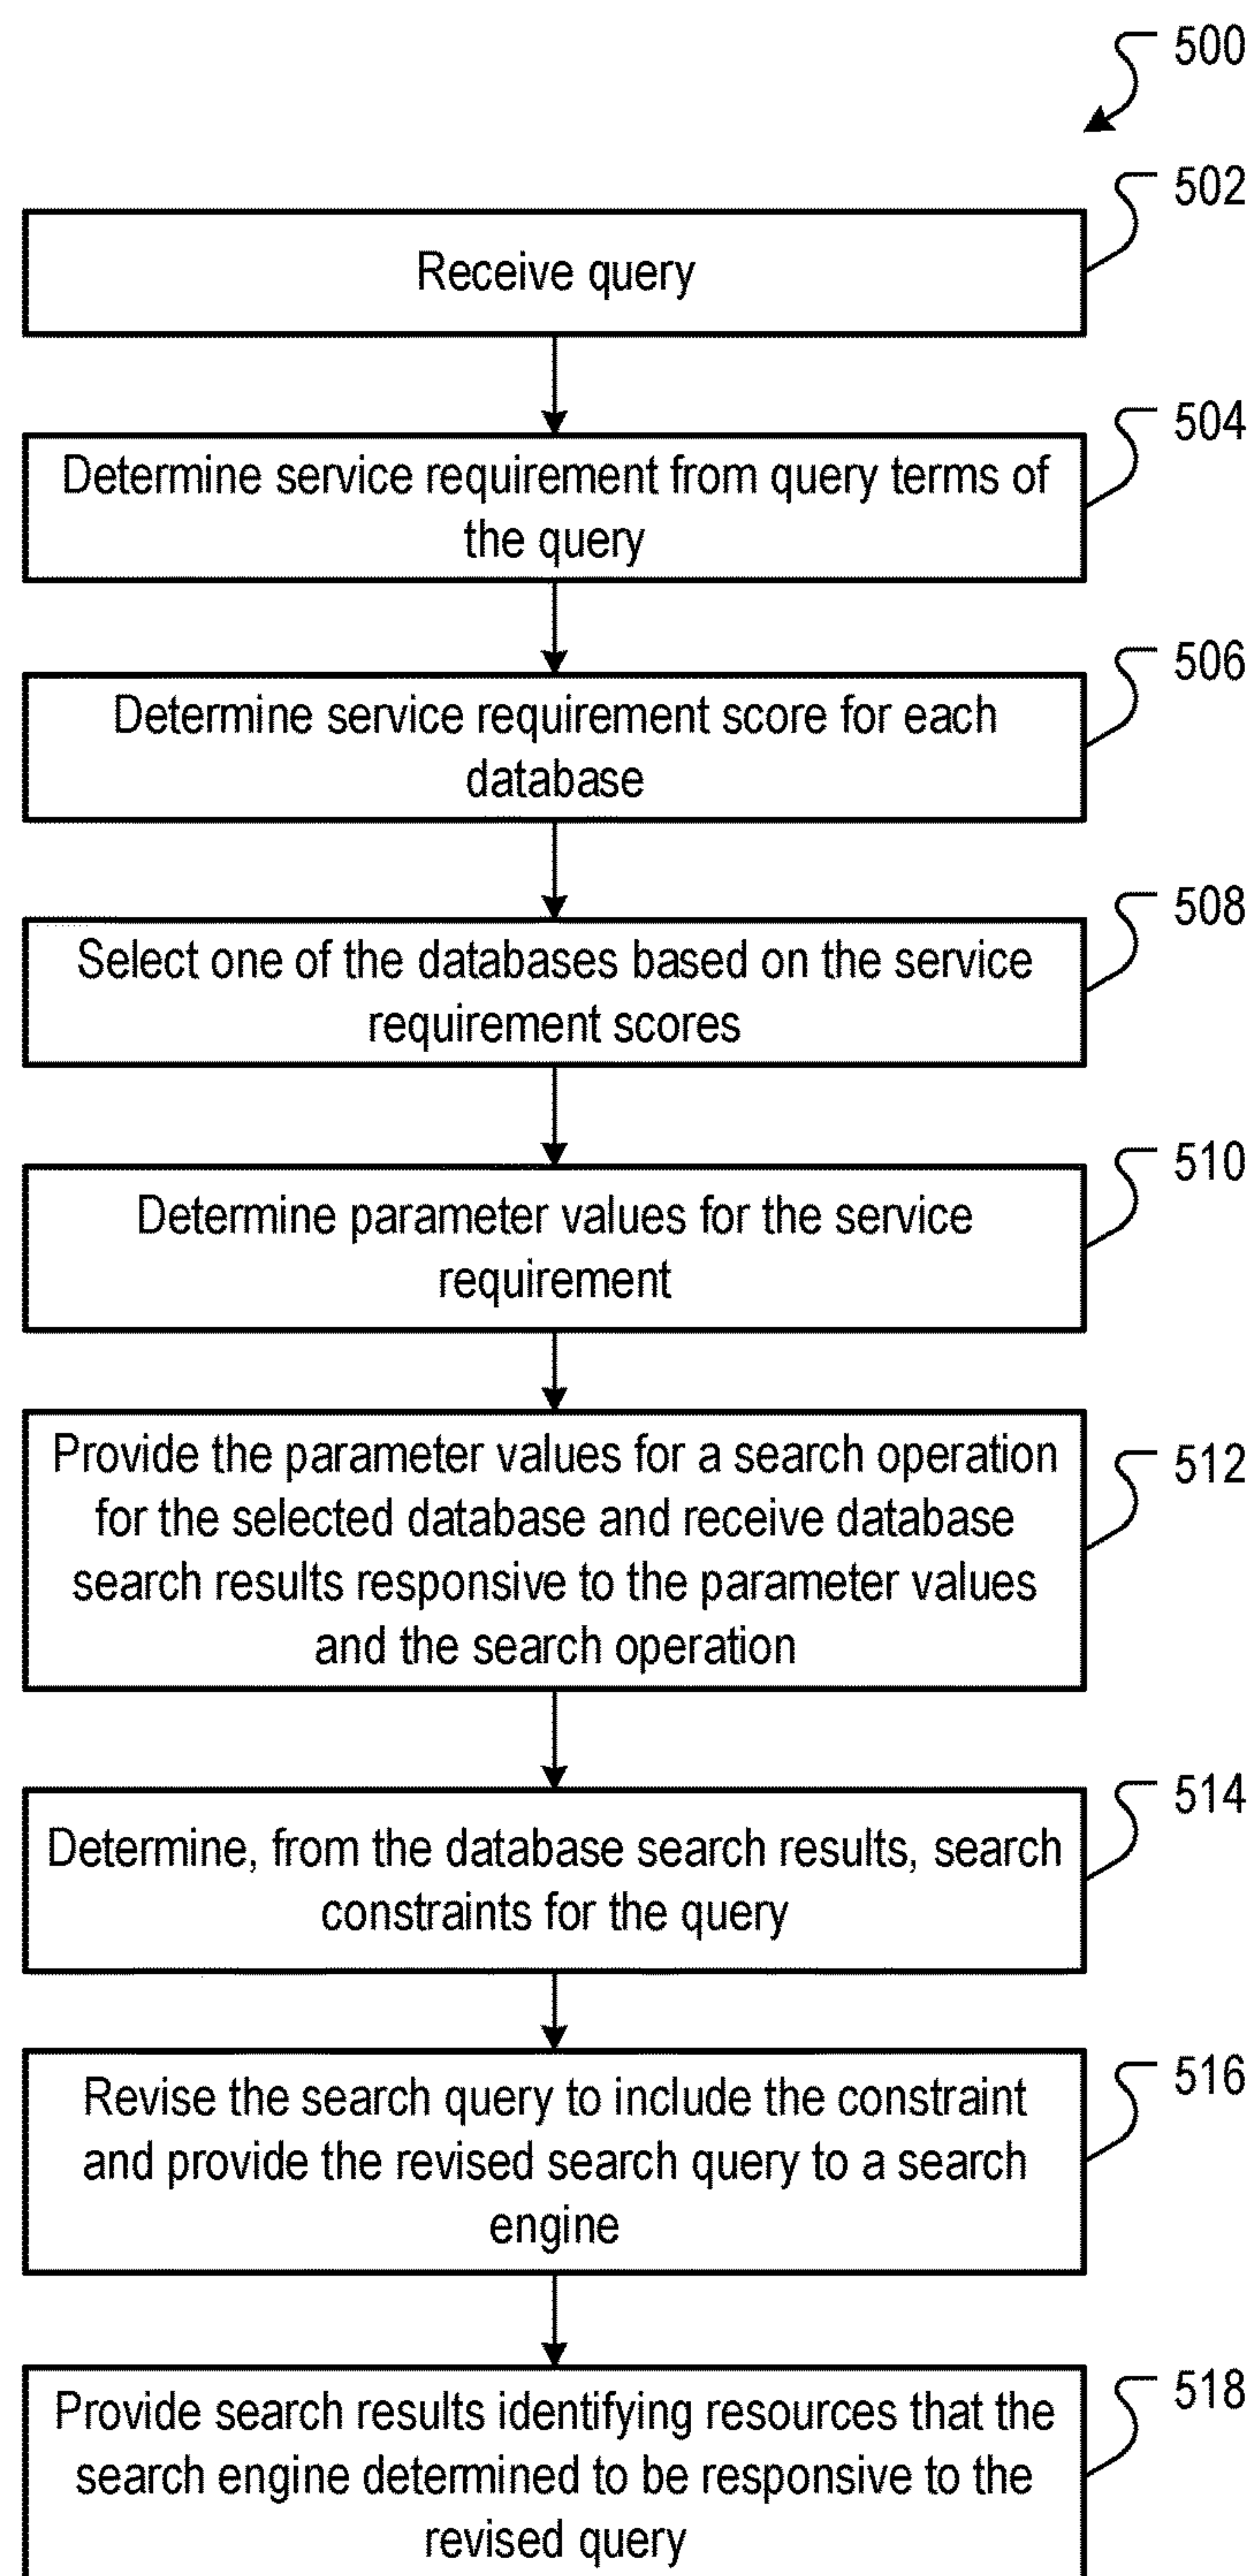 500
502
Receive query
504
Determine service requirement from query terms of
the query
506
Determine service requirement score for each
database
508
Select one of the databases based on the service
requirement scores
510
Determine parameter values for the service
requirement
512
Provide the parameter values for a search operation
for the selected database and receive database
search results responsive to the parameter values
and the search operation
514
Determine, from the database search results, search
constraints for the query
516
Revise the search query to include the constraint
and provide the revised search query to a search
engine
518
Provide search results identifying resources that the
search engine determined to be responsive to the
revised query